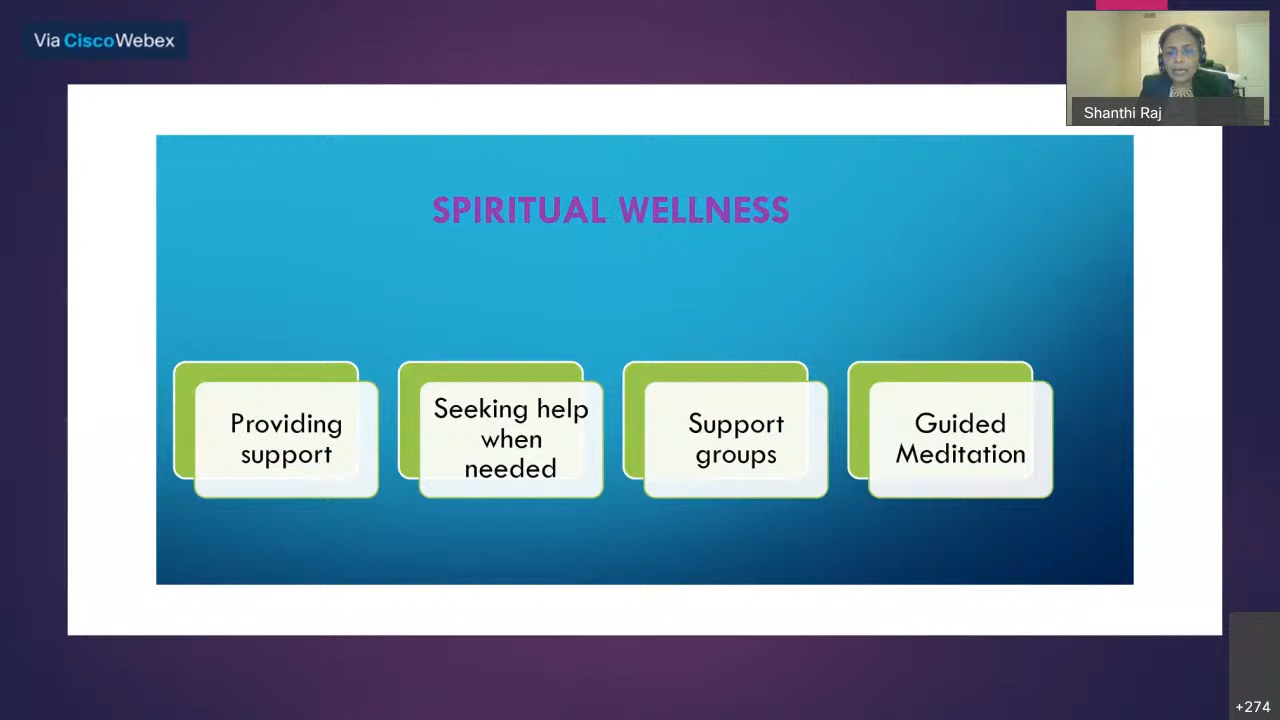 Via CiscoWebex
Shanthi Raj
SPIRITUAL WELLNESS
Providing
support
Seeking help
when
needed
Support
groups
Guided
Meditation
+274